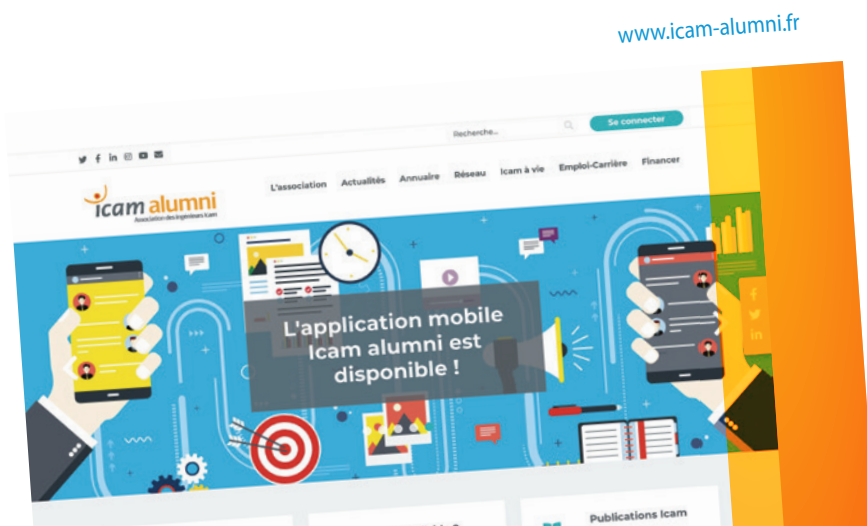 www.icam-alumni.fr
Recherche...
Se connecter
L'association Actualités Annuaire Réseau Icam à vie Emploi-Carrière Financer
icam alumni
Association des ingénieurs Icam
L'application mobile
Icam alumni est
disponible !
Publications Icam